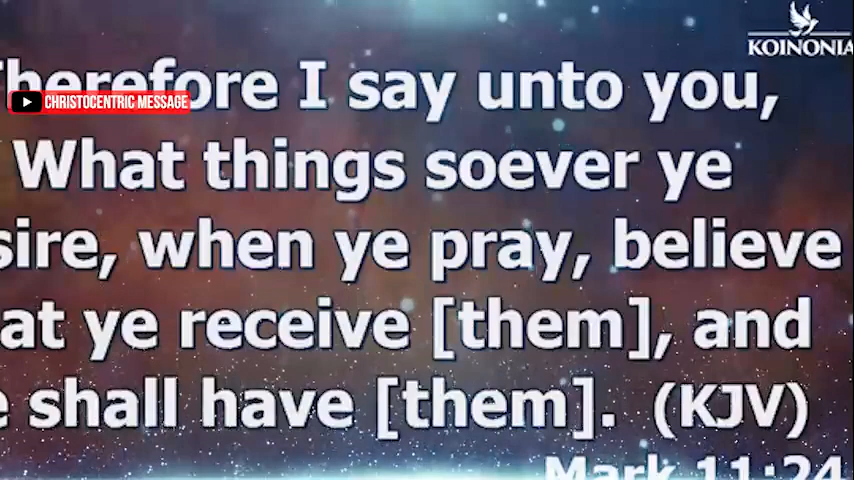 KOINONIA
Therefore I say unto you,
CHRISTOCENTRIC MESSAGE
What things soever ye
sire, when ye pray, believe
at ye receive [them], and
e shall have [them]. (KJV)
Mark 11:24